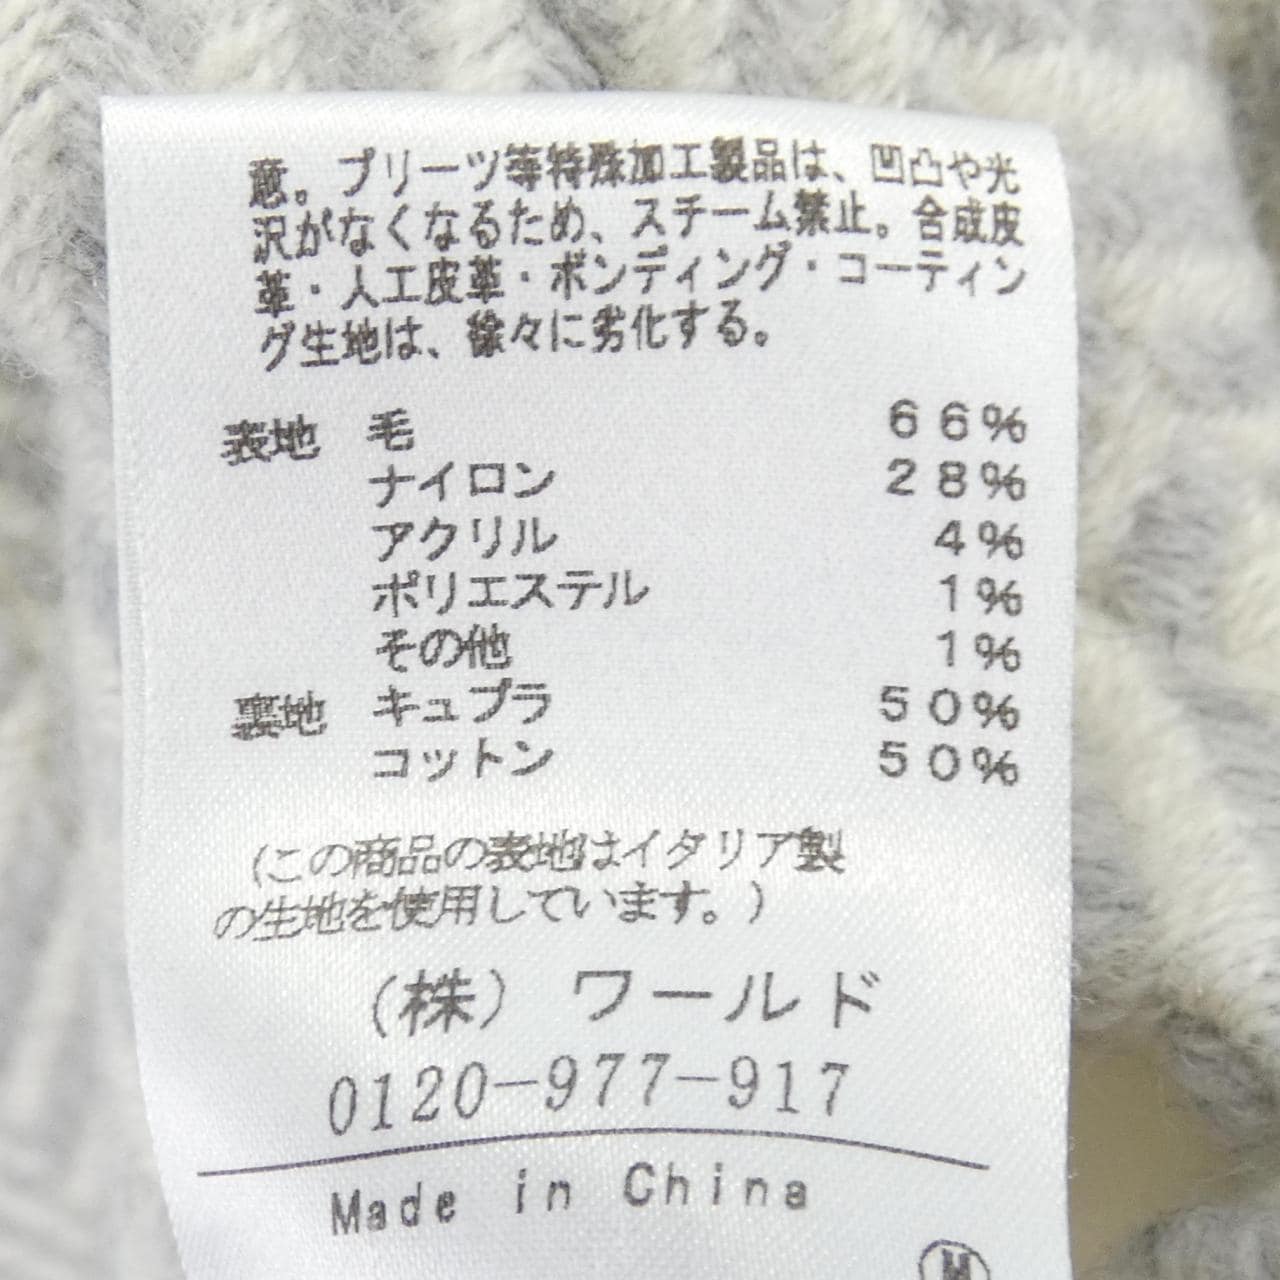 意。プリーツ等特殊加工製品は、凹凸や光
沢がなくなるため、スチーム禁止。合成皮
革・人工皮革・ボンディング・コーティン
グ生地は、徐々に劣化する。
表地 毛 66%
ナイロン 28%
アクリル 4%
ポリエステル 1%
その他 1%
裏地 キュプラ 50%
コットン 50%
(この商品の表地はイタリア製
の生地を使用しています。)
(株) ワールド
0120-977-917
Made in China